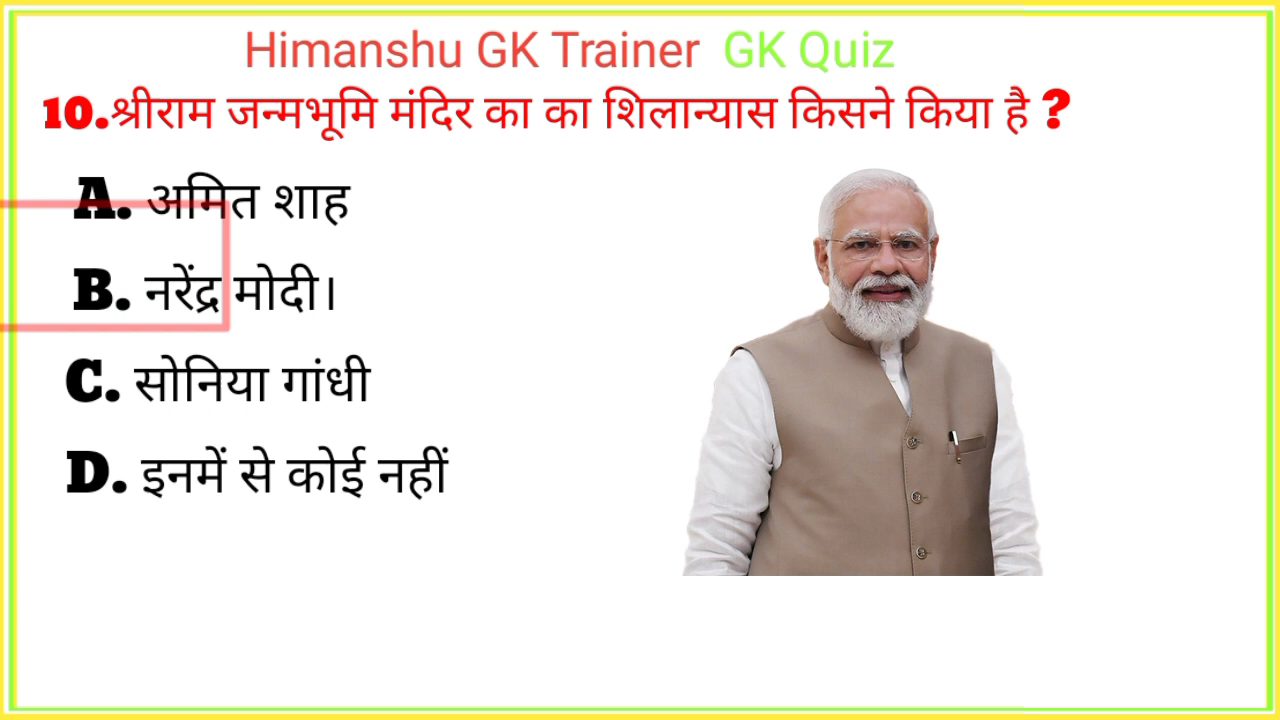 Himanshu GK Trainer GK Quiz
10.श्रीराम जन्मभूमि मंदिर का का शिलान्यास किसने किया है ?
A. अमित शाह
B. नरेंद्र मोदी।
C. सोनिया गांधी
D. इनमें से कोई नहीं